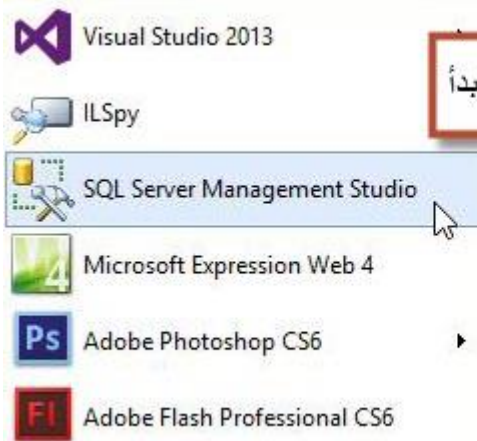 Visual Studio 2013
بدأ
ILSpy
SQL Server Management Studio
4
Microsoft Expression Web 4
Ps
Adobe Photoshop CS6
Fl
Adobe Flash Professional CS6